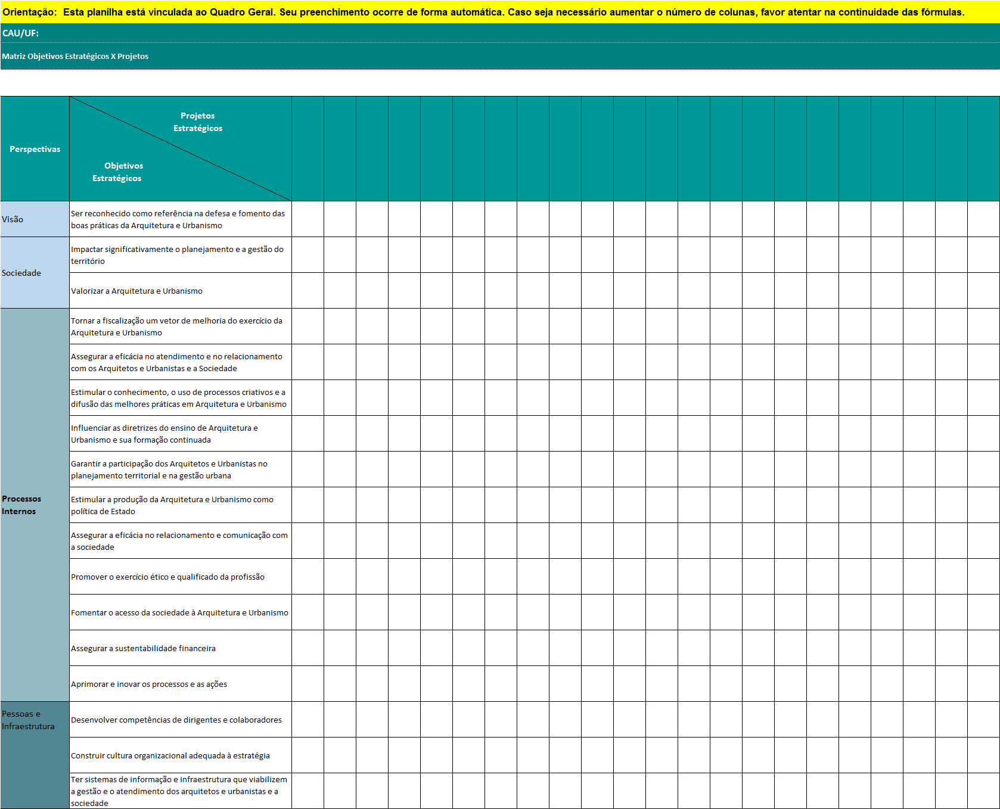 Orientação:  Esta planilha está vinculada ao Quadro Geral. Seu preenchimento ocorre de forma automática. Caso seja necessário aumentar o número de colunas, favor atentar na continuidade das fórmulas.
CAU/UF:
Matriz Objetivos Estratégicos X Projetos
Perspectivas
Projetos
Estratégicos
Objetivos
Estratégicos
Visão
Ser reconhecido como referência na defesa e fomento das
boas práticas da Arquitetura e Urbanismo
Sociedade
Impactar significativamente o planejamento e a gestão do
território
Valorizar a Arquitetura e Urbanismo
Processos
Internos
Tornar a fiscalização um vetor de melhoria do exercício da
Arquitetura e Urbanismo
Assegurar a eficácia no atendimento e no relacionamento
com os Arquitetos e Urbanistas e a Sociedade
Estimular o conhecimento, o uso de processos criativos e a
difusão das melhores práticas em Arquitetura e Urbanismo
Influenciar as diretrizes do ensino de Arquitetura e
Urbanismo e sua formação continuada
Garantir a participação dos Arquitetos e Urbanistas no
planejamento territorial e na gestão urbana
Estimular a produção da Arquitetura e Urbanismo como
política de Estado
Assegurar a eficácia no relacionamento e comunicação com
a sociedade
Promover o exercício ético e qualificado da profissão
Fomentar o acesso da sociedade à Arquitetura e Urbanismo
Assegurar a sustentabilidade financeira
Aprimorar e inovar os processos e as ações
Pessoas e
Infraestrutura
Desenvolver competências de dirigentes e colaboradores
Construir cultura organizacional adequada à estratégia
Ter sistemas de informação e infraestrutura que viabilizem
a gestão e o atendimento dos arquitetos e urbanistas e a
sociedade